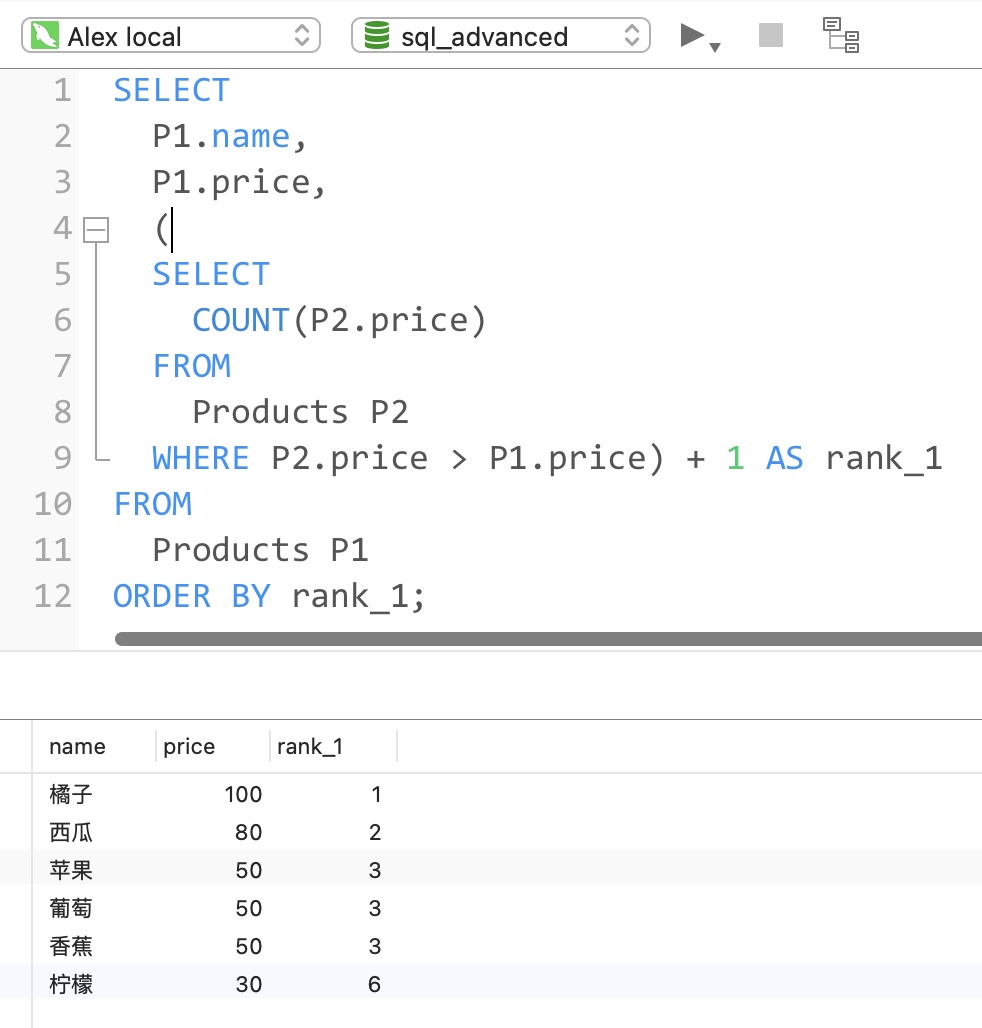 Alex local sql_advanced
1 SELECT
2 P1.name,
3 P1.price,
4 (
5 SELECT
6 COUNT(P2.price)
7 FROM
8 Products P2
9 WHERE P2.price > P1.price) + 1 AS rank_1
10 FROM
11 Products P1
12 ORDER BY rank_1;
name price rank_1
橘子 100 1
西瓜 80 2
苹果 50 3
葡萄 50 3
香蕉 50 3
柠檬 30 6